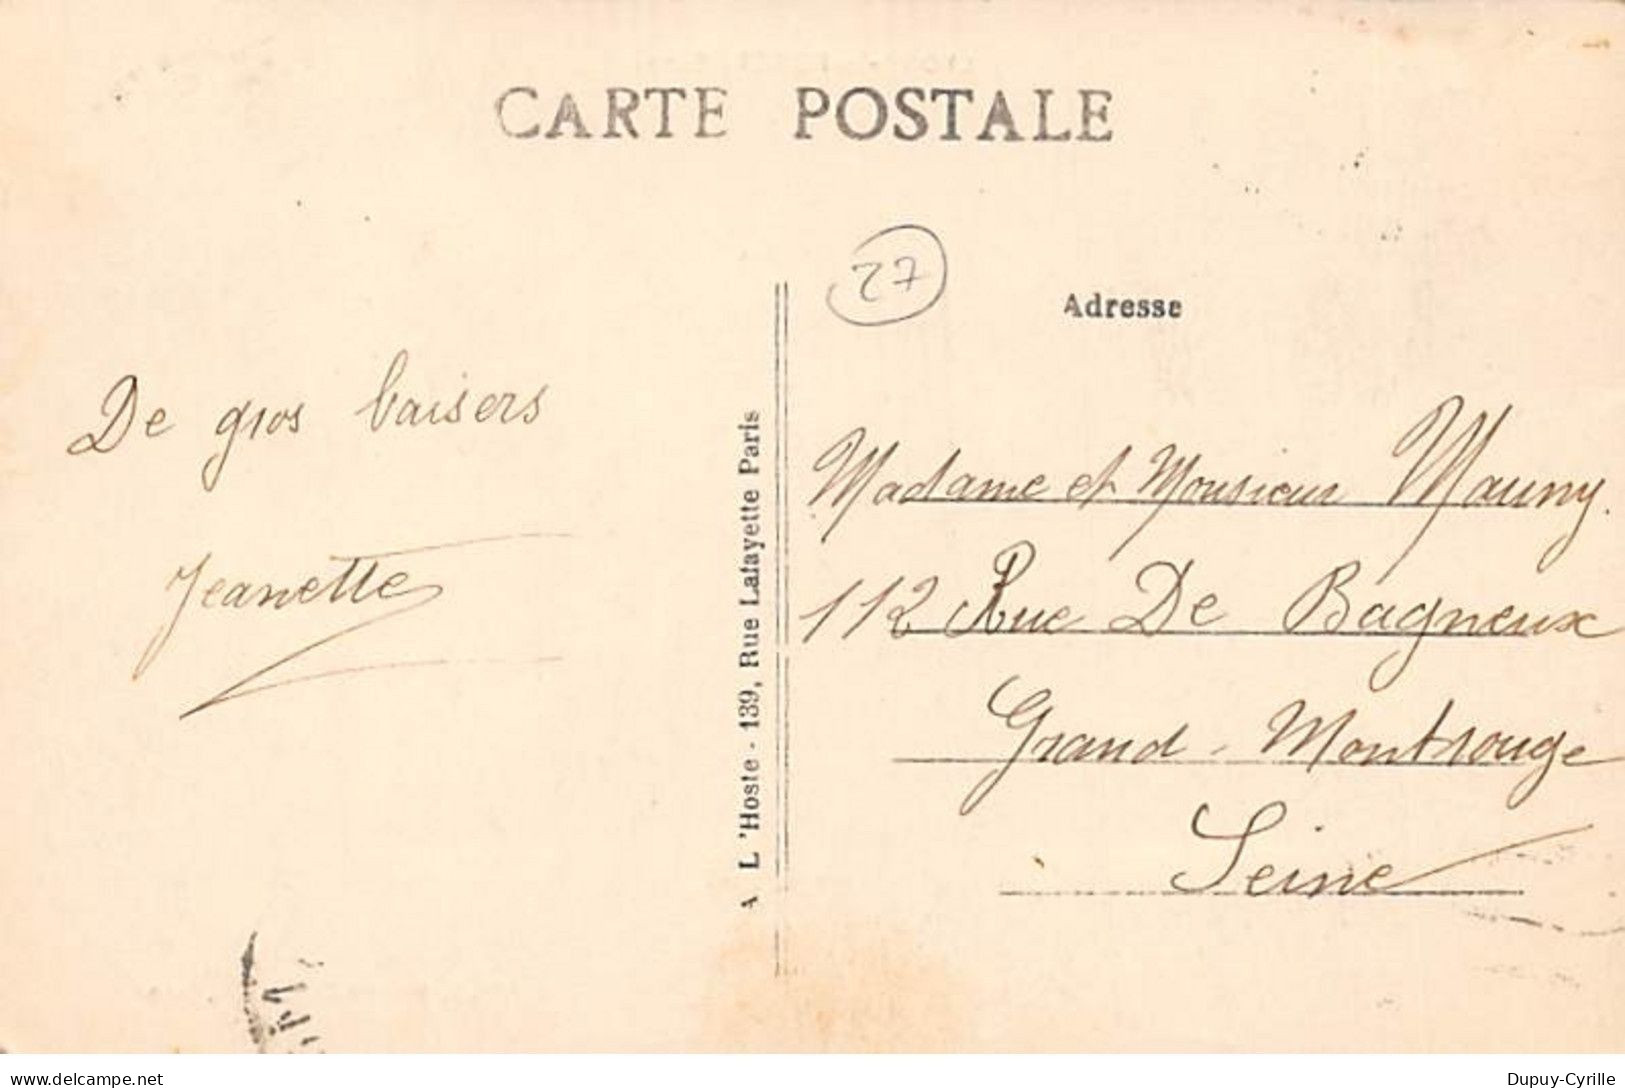 CARTE POSTALE
27
Adresse
De gros baisers
Jeanette
A L'Hoste - 139, Rue Lafayette Paris
Madame et Monsieur Mauny.
112 Rue De Bagneux
Grand-Montrouge
Seine
delcampe.net
Dupuy-Cyrille